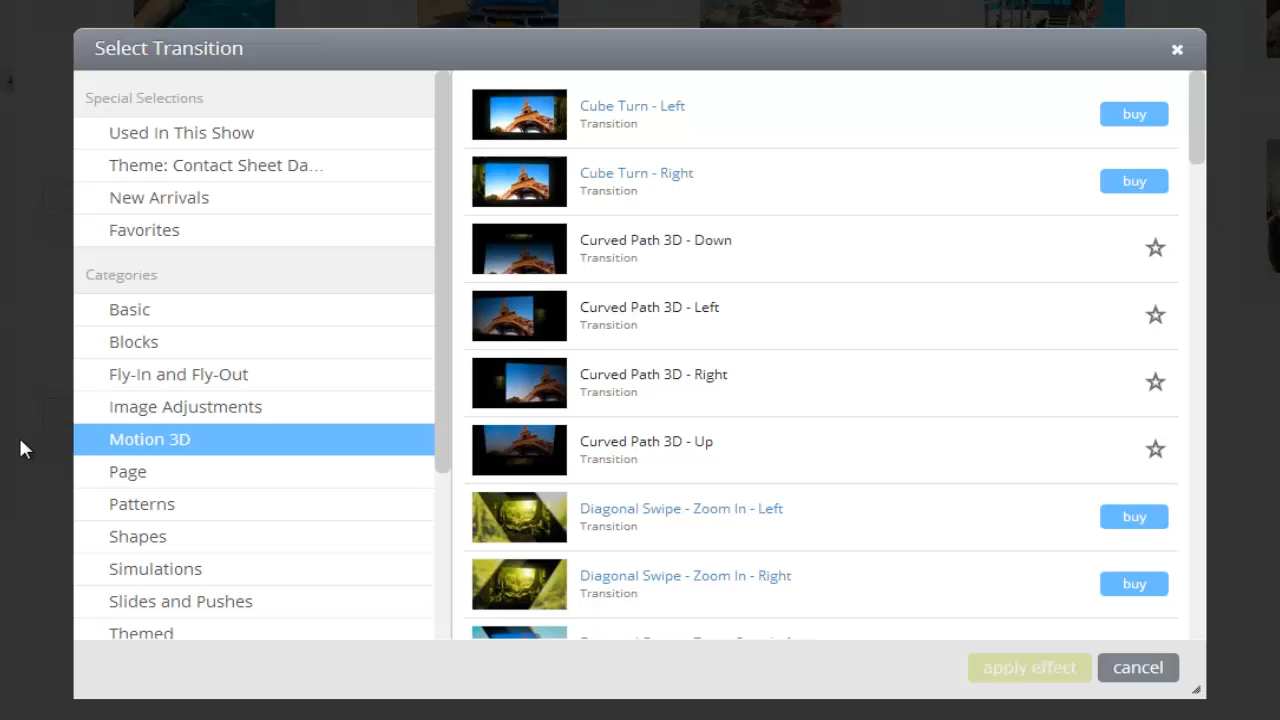 Select Transition
Special Selections
Used In This Show
Theme: Contact Sheet Da...
New Arrivals
Favorites
Categories
Basic
Blocks
Fly-In and Fly-Out
Image Adjustments
Motion 3D
Page
Patterns
Shapes
Simulations
Slides and Pushes
Themed
Cube Turn - Left
Transition
buy
Cube Turn - Right
Transition
buy
Curved Path 3D - Down
Transition
Curved Path 3D - Left
Transition
Curved Path 3D - Right
Transition
Curved Path 3D - Up
Transition
Diagonal Swipe - Zoom In - Left
Transition
buy
Diagonal Swipe - Zoom In - Right
Transition
buy
apply effect
cancel